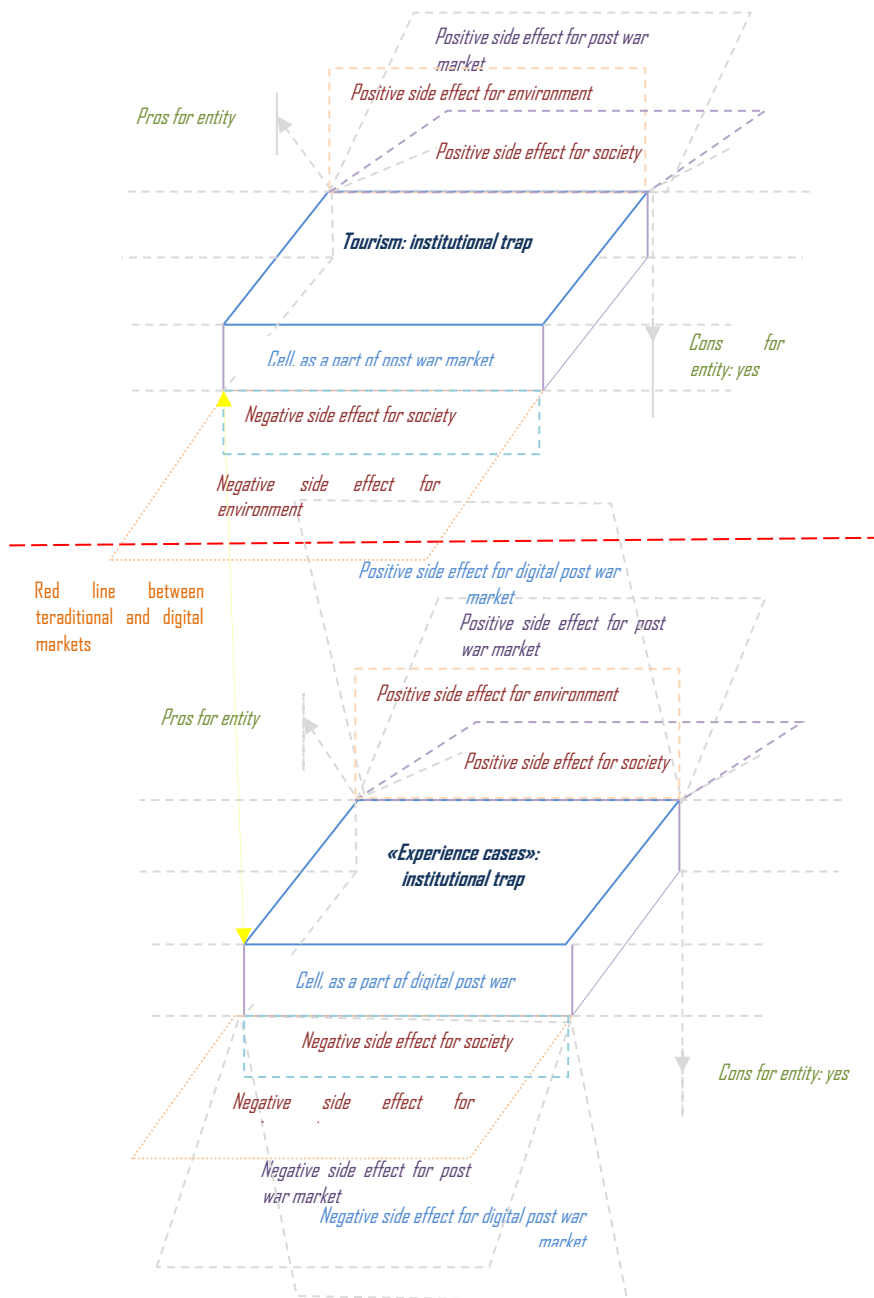 Positive side effect for post war
market
Positive side effect for environment
Pros for entity
Positive side effect for society
Tourism: institutional trap
Cons for
entity: yes
Cell, as a part of post war market
Negative side effect for society
Negative side effect for
environment
Positive side effect for digital post war
market
Red line between
teraditional and digital
markets
Positive side effect for post
war market
Positive side effect for environment
Pros for entity
Positive side effect for society
«Experience cases»:
institutional trap
Cell, as a part of digital post war
Negative side effect for society
Cons for entity: yes
Negative side effect for
Negative side effect for post
war market
Negative side effect for digital post war
market